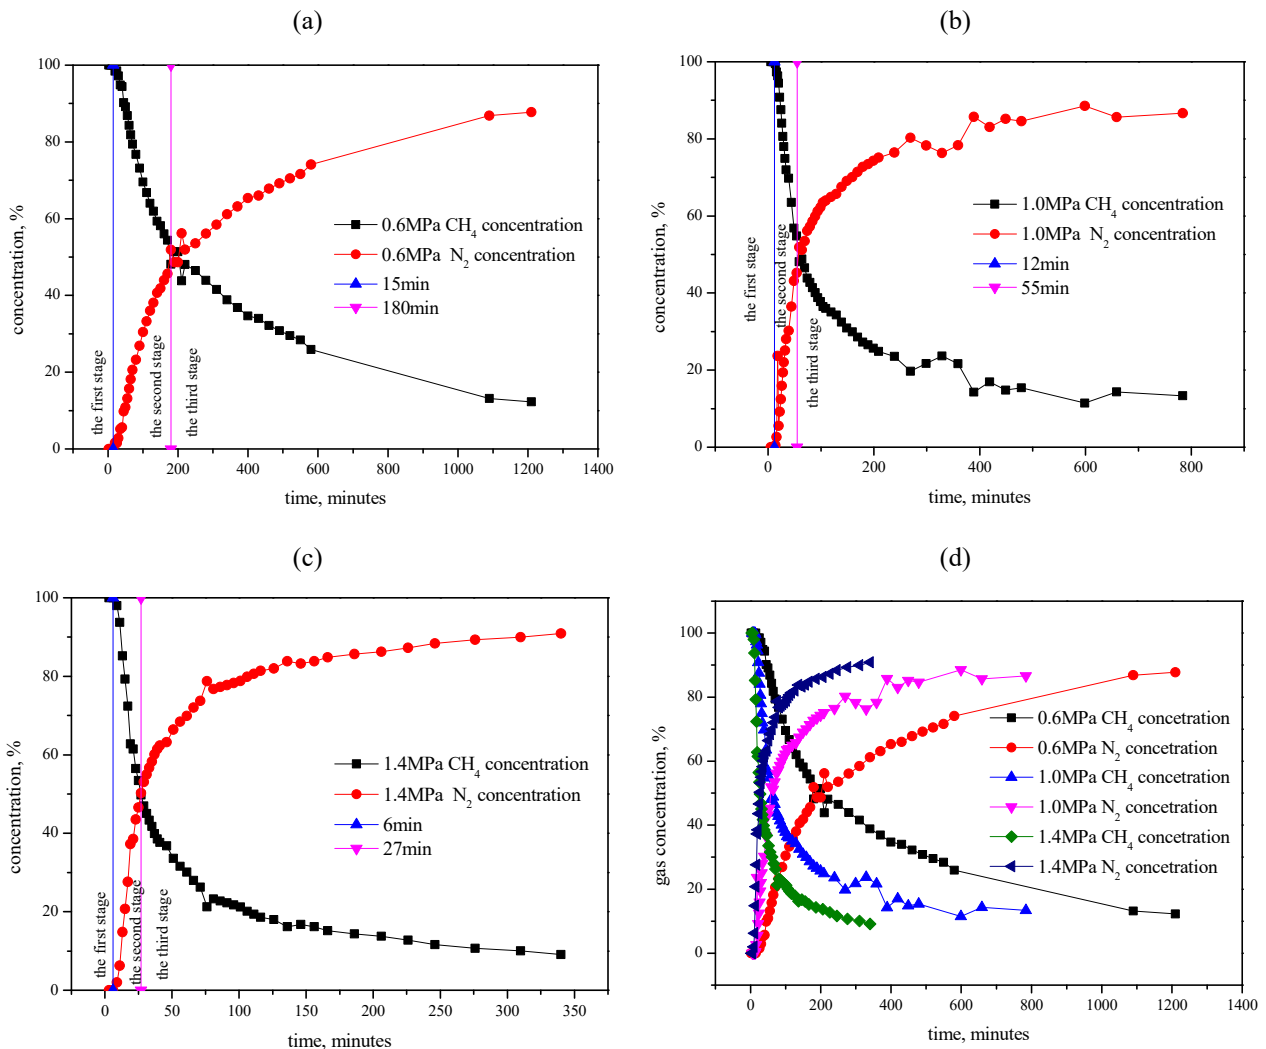 (a)
100
80
60
40
20
0
concentration, %
0 200 400 600 800 1000 1200 1400
time, minutes
0.6MPa CH4 concentration
0.6MPa N2 concentration
15min
180min
the first stage
the second stage
the third stage
(b)
100
80
60
40
20
0
concentration, %
0 200 400 600 800
time, minutes
1.0MPa CH4 concentration
1.0MPa N2 concentration
12min
55min
the first stage
the second stage
the third stage
(c)
100
80
60
40
20
0
concentration, %
0 50 100 150 200 250 300 350
time, minutes
1.4MPa CH4 concentration
1.4MPa N2 concentration
6min
27min
the first stage
the second stage
the third stage
(d)
100
80
60
40
20
0
gas concentration, %
0 200 400 600 800 1000 1200 1400
time, minutes
0.6MPa CH4 concetration
0.6MPa N2 concetration
1.0MPa CH4 concetration
1.0MPa N2 concetration
1.4MPa CH4 concetration
1.4MPa N2 concetration